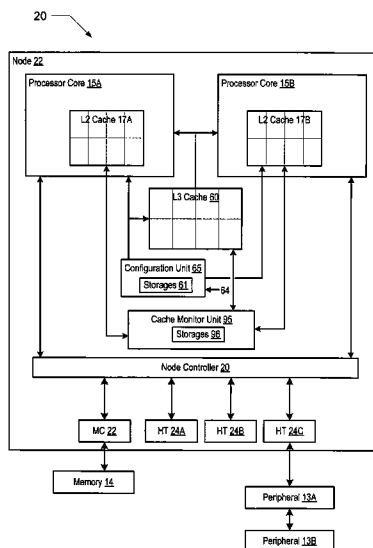 20
Node 22
Processor Core 15A
Processor Core 15B
L2 Cache 17A
L2 Cache 17B
L3 Cache 60
Configuration Unit 65
Storages 61
64
Cache Monitor Unit 95
Storages 96
Node Controller 20
MC 22
HT 24A
HT 24B
HT 24C
Memory 14
Peripheral 13A
Peripheral 13B